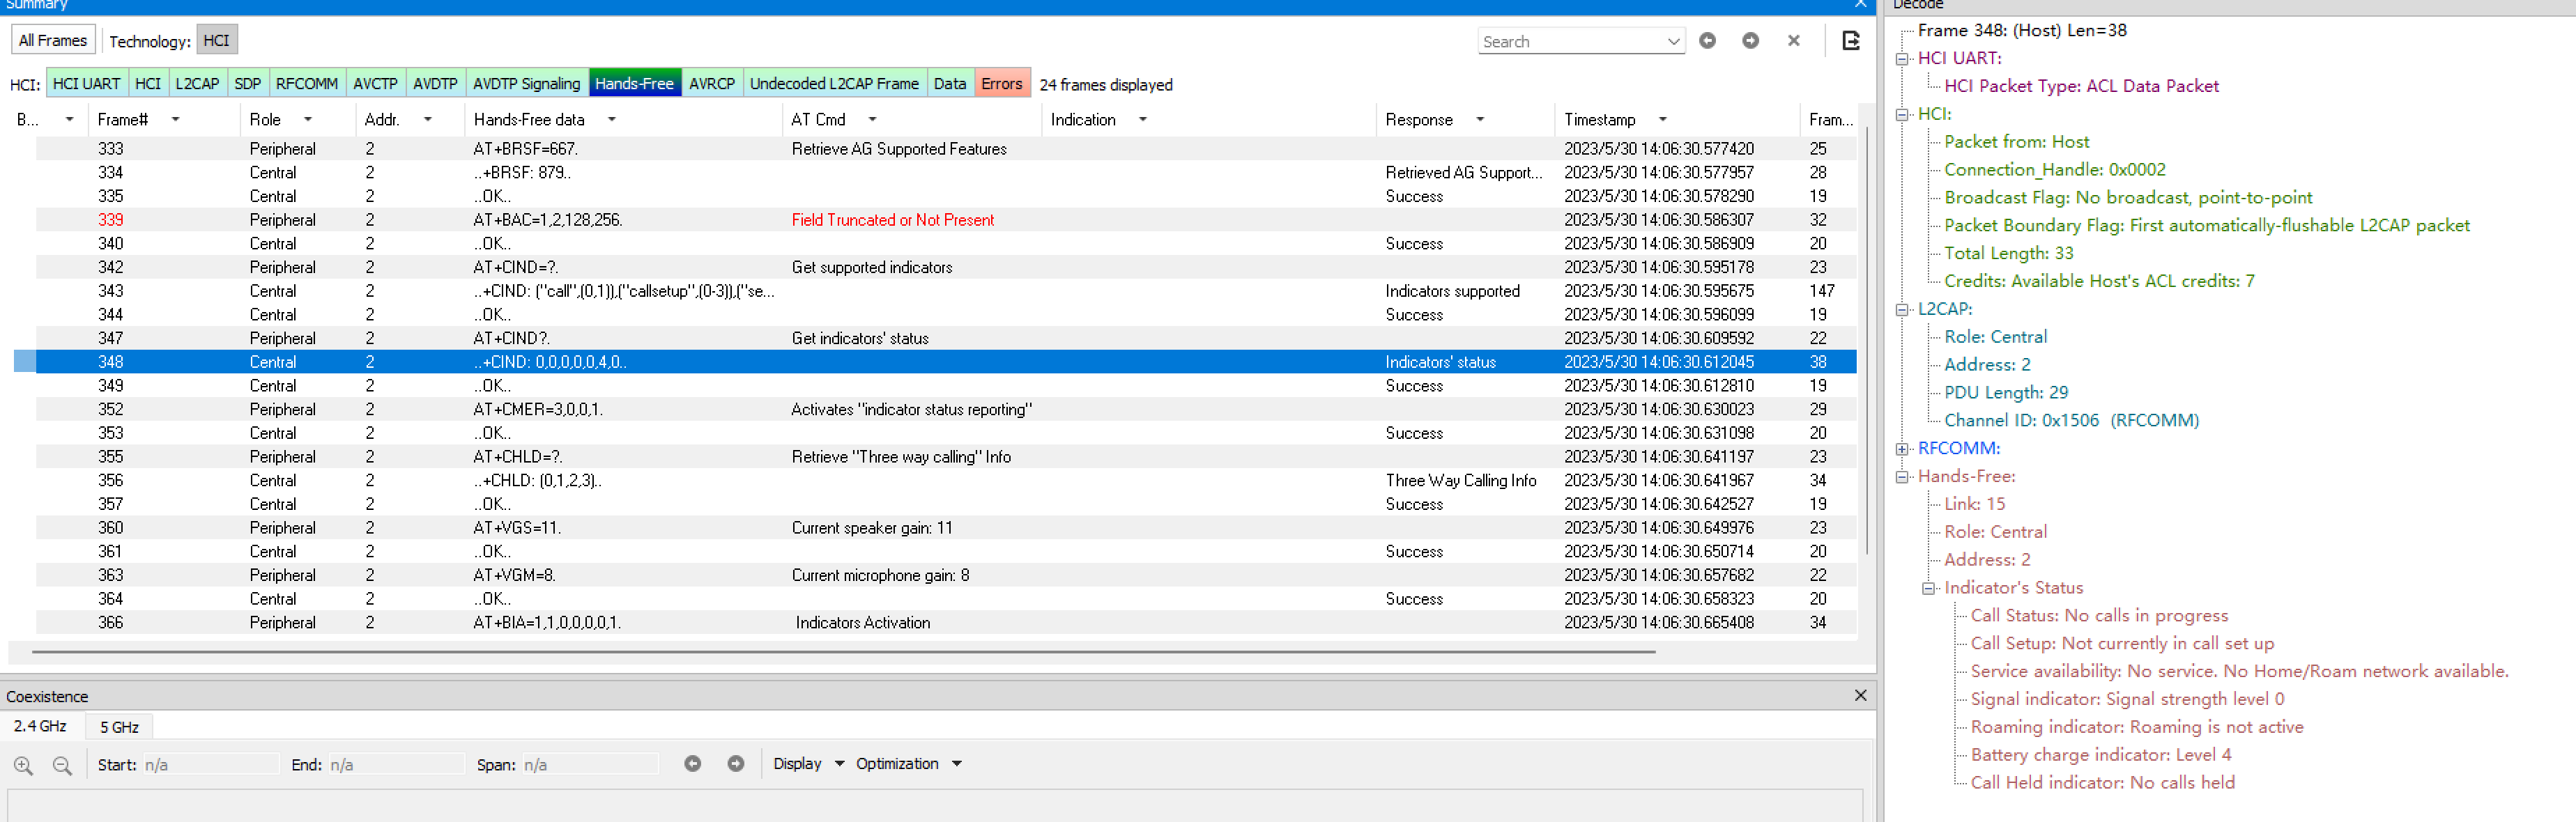 Summary
All Frames Technology: HCI Search
HCI: HCI UART HCI L2CAP SDP RFCOMM AVCTP AVDTP AVDTP Signaling Hands-Free AVRCP Undecoded L2CAP Frame Data Errors 24 frames displayed
B... Frame# Role Addr. Hands-Free data AT Cmd Indication Response Timestamp Fram...
333 Peripheral 2 AT+BRSF=667. Retrieve AG Supported Features 2023/5/30 14:06:30.577420 25
334 Central 2 ..+BRSF: 879.. Retrieved AG Support... 2023/5/30 14:06:30.577957 28
335 Central 2 ..OK.. Success 2023/5/30 14:06:30.578290 19
339 Peripheral 2 AT+BAC=1,2,128,256. Field Truncated or Not Present 2023/5/30 14:06:30.586307 32
340 Central 2 ..OK.. Success 2023/5/30 14:06:30.586909 20
342 Peripheral 2 AT+CIND=?. Get supported indicators 2023/5/30 14:06:30.595178 23
343 Central 2 ..+CIND: ("call",(0,1)),("callsetup",(0-3)),("se... Indicators supported 2023/5/30 14:06:30.595675 147
344 Central 2 ..OK.. Success 2023/5/30 14:06:30.596099 19
347 Peripheral 2 AT+CIND?. Get indicators' status 2023/5/30 14:06:30.609592 22
348 Central 2 ..+CIND: 0,0,0,0,0,4,0.. Indicators' status 2023/5/30 14:06:30.612045 38
349 Central 2 ..OK.. Success 2023/5/30 14:06:30.612810 19
352 Peripheral 2 AT+CMER=3,0,0,1. Activates "indicator status reporting" 2023/5/30 14:06:30.630023 29
353 Central 2 ..OK.. Success 2023/5/30 14:06:30.631098 20
355 Peripheral 2 AT+CHLD=?. Retrieve "Three way calling" Info 2023/5/30 14:06:30.641197 23
356 Central 2 ..+CHLD: (0,1,2,3).. Three Way Calling Info 2023/5/30 14:06:30.641967 34
357 Central 2 ..OK.. Success 2023/5/30 14:06:30.642527 19
360 Peripheral 2 AT+VGS=11. Current speaker gain: 11 2023/5/30 14:06:30.649976 23
361 Central 2 ..OK.. Success 2023/5/30 14:06:30.650714 20
363 Peripheral 2 AT+VGM=8. Current microphone gain: 8 2023/5/30 14:06:30.657682 22
364 Central 2 ..OK.. Success 2023/5/30 14:06:30.658323 20
366 Peripheral 2 AT+BIA=1,1,0,0,0,0,1. Indicators Activation 2023/5/30 14:06:30.665408 34
Coexistence
2.4 GHz 5 GHz
Start: n/a End: n/a Span: n/a Display Optimization
Decode
Frame 348: (Host) Len=38
HCI UART:
HCI Packet Type: ACL Data Packet
HCI:
Packet from: Host
Connection_Handle: 0x0002
Broadcast Flag: No broadcast, point-to-point
Packet Boundary Flag: First automatically-flushable L2CAP packet
Total Length: 33
Credits: Available Host's ACL credits: 7
L2CAP:
Role: Central
Address: 2
PDU Length: 29
Channel ID: 0x1506 (RFCOMM)
RFCOMM:
Hands-Free:
Link: 15
Role: Central
Address: 2
Indicator's Status
Call Status: No calls in progress
Call Setup: Not currently in call set up
Service availability: No service. No Home/Roam network available.
Signal indicator: Signal strength level 0
Roaming indicator: Roaming is not active
Battery charge indicator: Level 4
Call Held indicator: No calls held